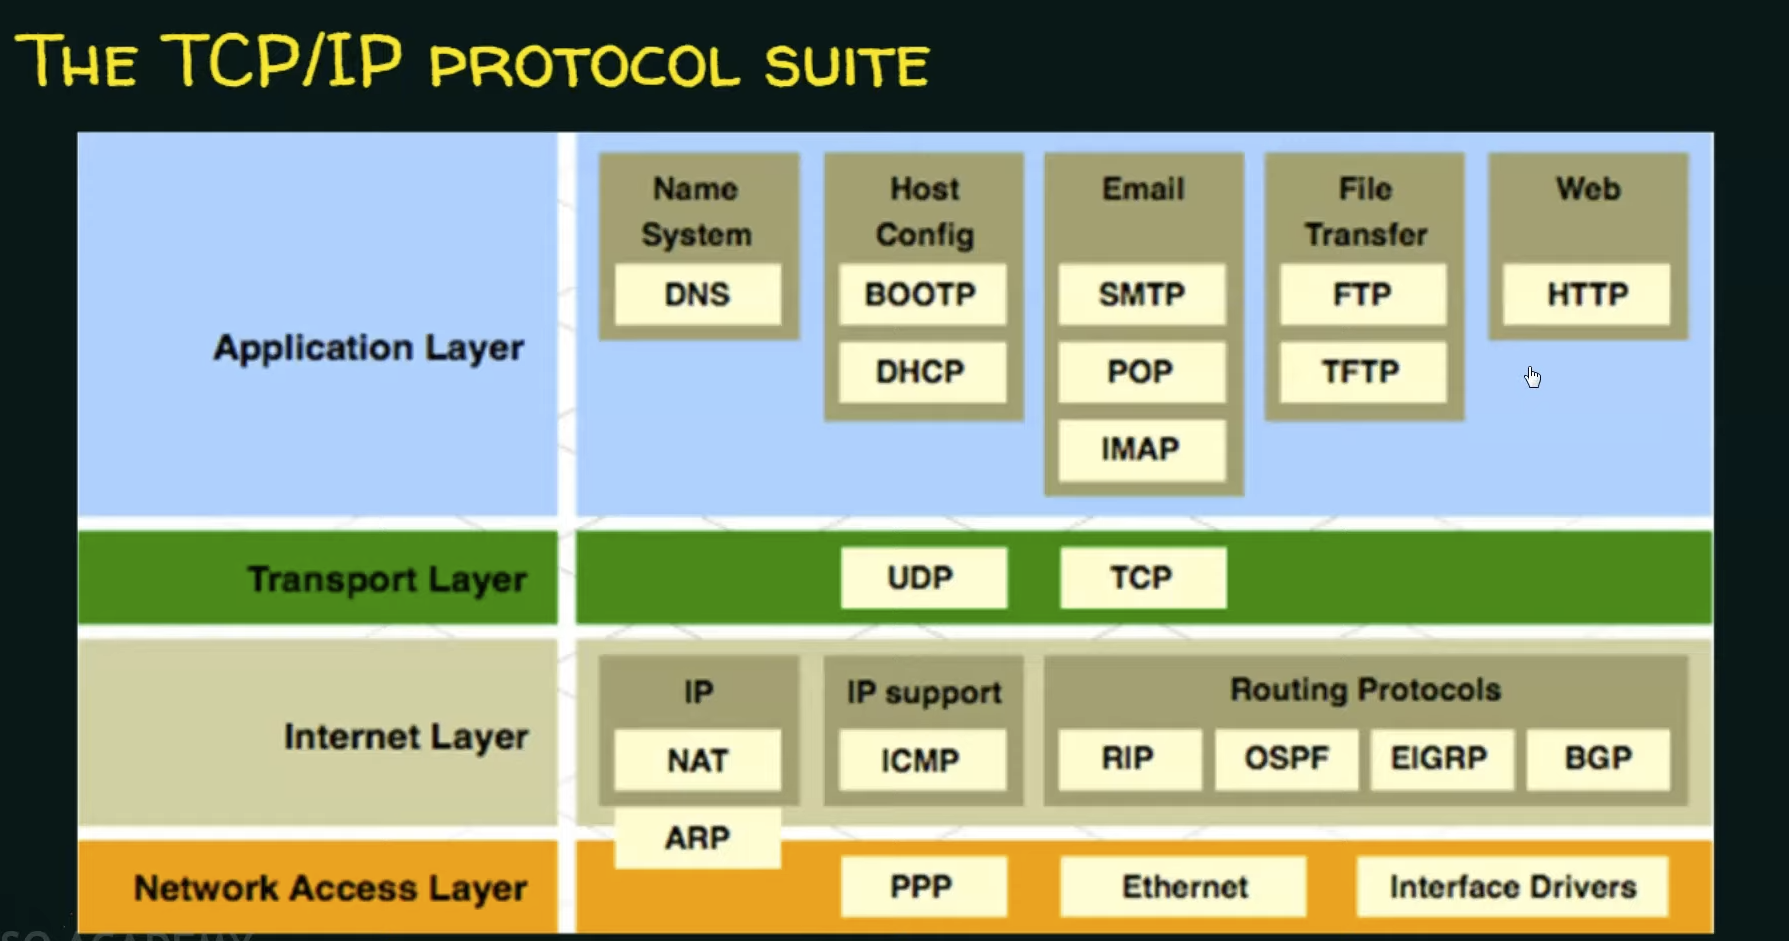 THE TCP/IP PROTOCOL SUITE
Application Layer
Name
System
DNS
Host
Config
BOOTP
DHCP
Email
SMTP
POP
IMAP
File
Transfer
FTP
TFTP
Web
HTTP
Transport Layer
UDP
TCP
Internet Layer
IP
NAT
ARP
IP support
ICMP
Routing Protocols
RIP
OSPF
EIGRP
BGP
Network Access Layer
PPP
Ethernet
Interface Drivers
ACADEMY